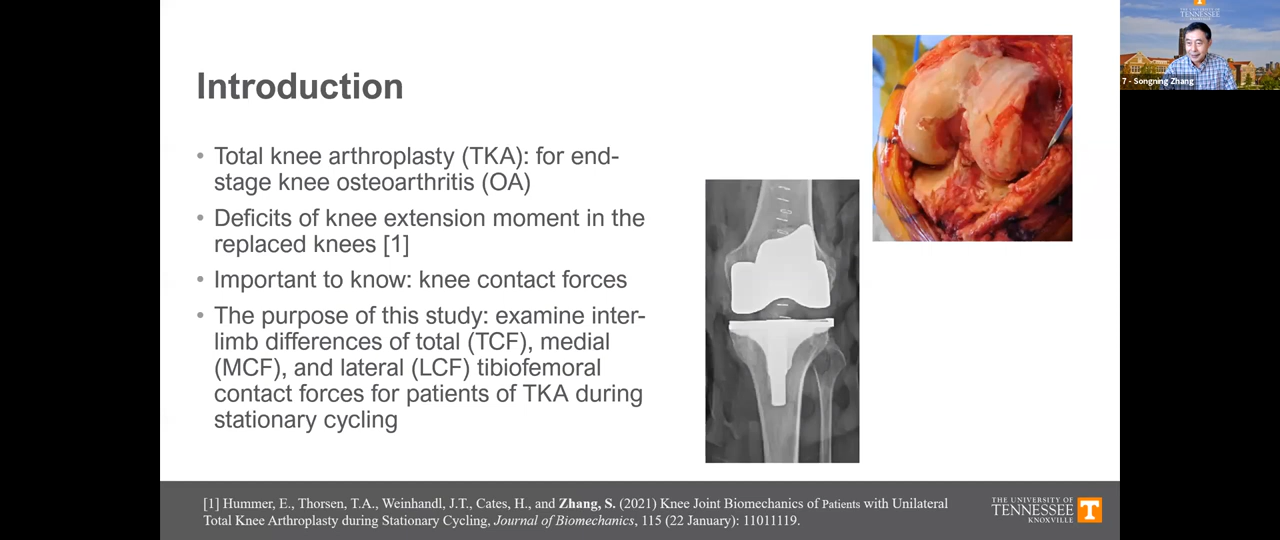 Introduction
• Total knee arthroplasty (TKA): for end-
stage knee osteoarthritis (OA)
• Deficits of knee extension moment in the
replaced knees [1]
• Important to know: knee contact forces
• The purpose of this study: examine inter-
limb differences of total (TCF), medial
(MCF), and lateral (LCF) tibiofemoral
contact forces for patients of TKA during
stationary cycling
[1] Hummer, E., Thorsen, T.A., Weinhandl, J.T., Cates, H., and Zhang, S. (2021) Knee Joint Biomechanics of Patients with Unilateral
Total Knee Arthroplasty during Stationary Cycling, Journal of Biomechanics, 115 (22 January): 11011119.
THE UNIVERSITY OF
TENNESSEE
KNOXVILLE
T
THE UNIVERSITY OF
TENNESSEE
7 - Songning Zhang